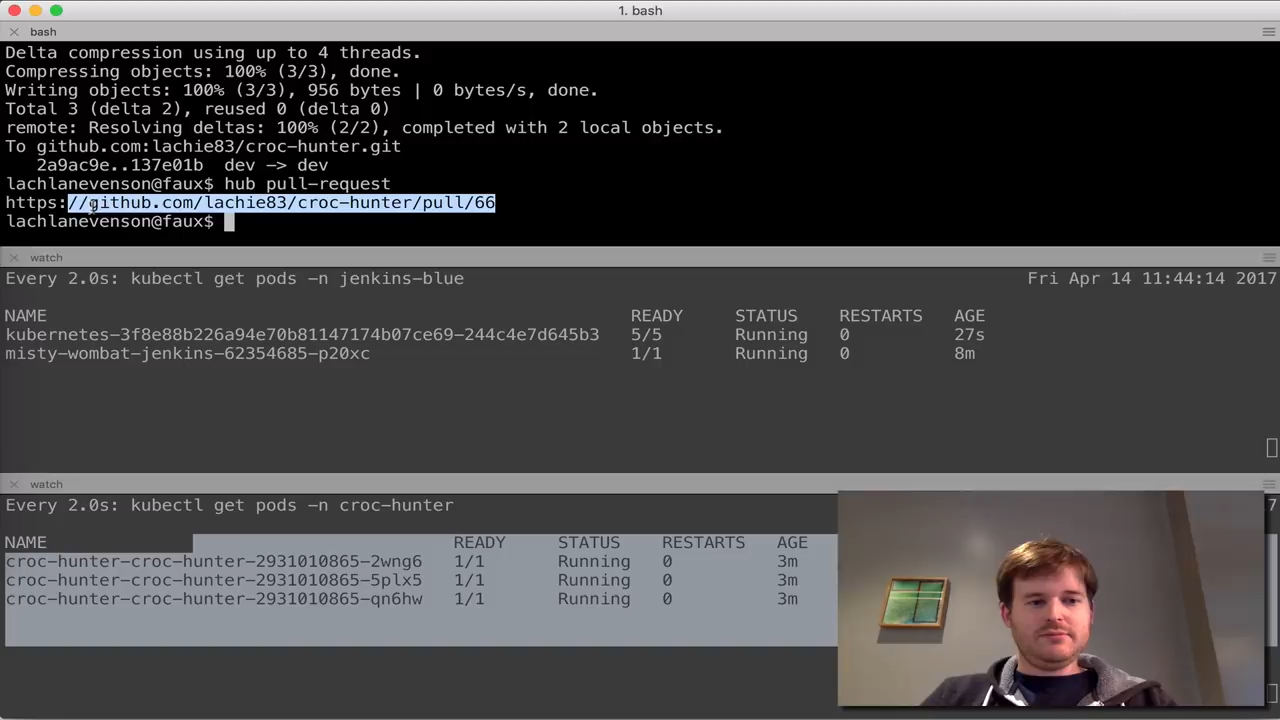 1. bash
bash
Delta compression using up to 4 threads.
Compressing objects: 100% (3/3), done.
Writing objects: 100% (3/3), 956 bytes | 0 bytes/s, done.
Total 3 (delta 2), reused 0 (delta 0)
remote: Resolving deltas: 100% (2/2), completed with 2 local objects.
To github.com:lachie83/croc-hunter.git
2a9ac9e..137e01b dev -> dev
lachlanevenson@faux$ hub pull-request
https://github.com/lachie83/croc-hunter/pull/66
lachlanevenson@faux$
watch
Every 2.0s: kubectl get pods -n jenkins-blue Fri Apr 14 11:44:14 2017
NAME READY STATUS RESTARTS AGE
kubernetes-3f8e88b226a94e70b81147174b07ce69-244c4e7d645b3 5/5 Running 0 27s
misty-wombat-jenkins-62354685-p20xc 1/1 Running 0 8m
watch
Every 2.0s: kubectl get pods -n croc-hunter 7
NAME READY STATUS RESTARTS AGE
croc-hunter-croc-hunter-2931010865-2wng6 1/1 Running 0 3m
croc-hunter-croc-hunter-2931010865-5plx5 1/1 Running 0 3m
croc-hunter-croc-hunter-2931010865-qn6hw 1/1 Running 0 3m